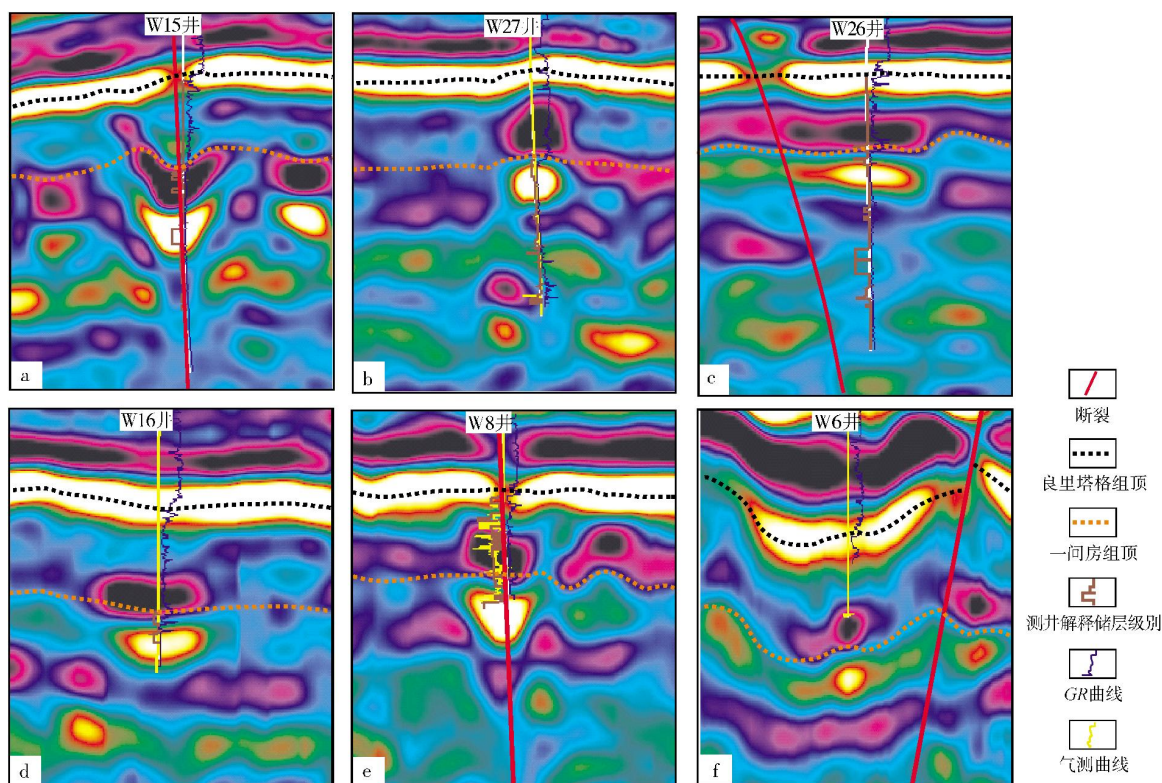 W15井
W27井
W26井
a
b
c
W16井
W8井
W6井
d
e
f
断裂
良里塔格组顶
一间房组顶
测井解释储层级别
GR曲线
气测曲线